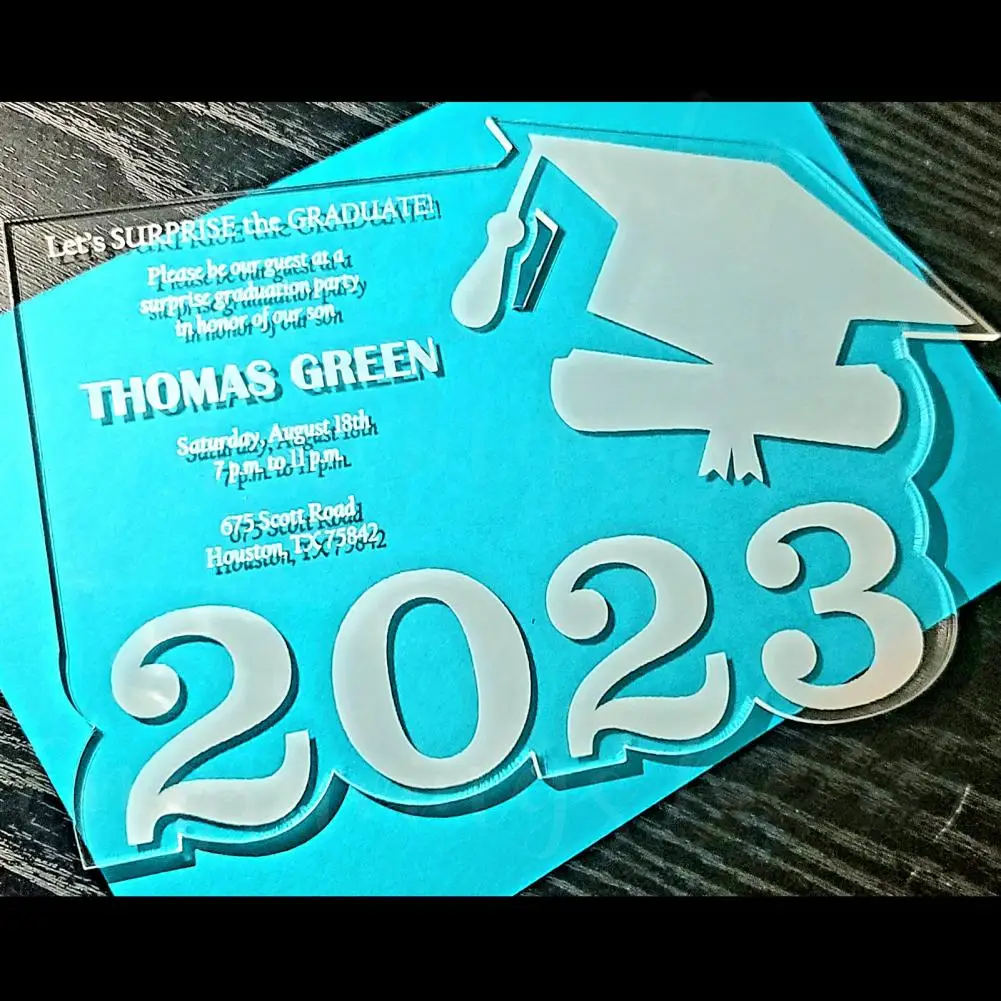 Let's SURPRISE the GRADUATE!
Please be our guest at a
surprise graduation party
in honor of our son
THOMAS GREEN
Saturday, August 18th
7 p.m. to 11 p.m.
675 Scott Road
Houston, TX 75842
2023